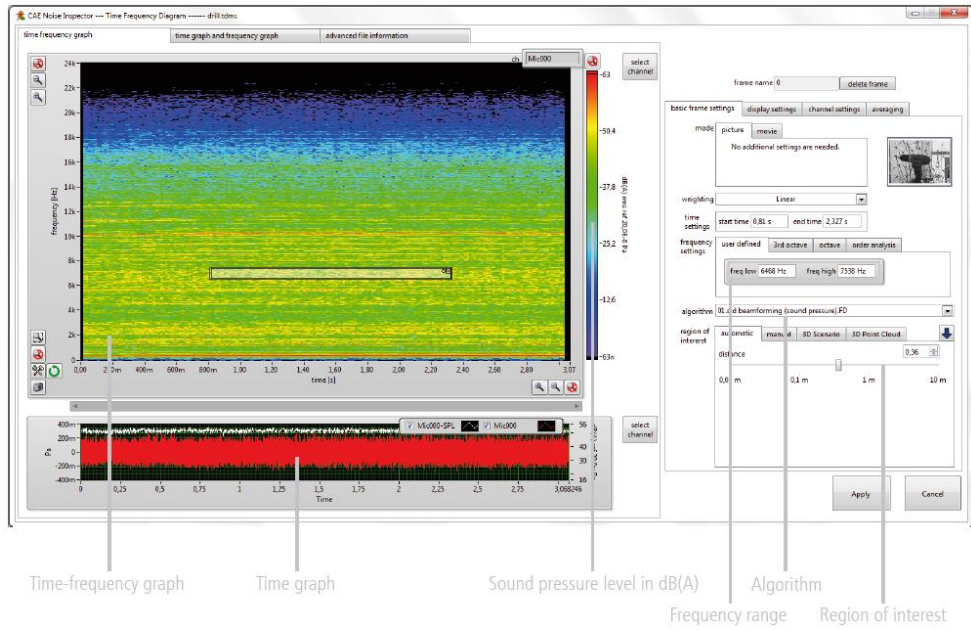 CAE Noise Inspector --- Time Frequency Diagram ------ drill.tdms
time frequency graph
time graph and frequency graph
advanced file information
ch
Mic000
select channel
24k
22k
20k
18k
16k
14k
12k
10k
8k
6k
4k
2k
0
frequency [Hz]
-63
-50,4
-37,8
-25,2
-12,6
-63m
0,00
400m
600m
800m
1,00
1,20
1,40
1,60
1,80
2,00
2,20
2,40
2,60
2,80
3,07
time [s]
400m
200m
0
-200m
-400m
Pa
Mic000-SPL
Mic000
56
40
30
16
select channel
0
0,25
0,5
0,75
1
1,25
1,5
1,75
2
2,25
2,5
2,75
3,068246
Time
frame name 0
delete frame
basic frame settings
display settings
channel settings
averaging
mode
picture
movie
No additional settings are needed.
weighting
Linear
time settings
start time 0,81 s
end time 2,327 s
frequency settings
user defined
3rd octave
octave
order analysis
freq low 6468 Hz
freq high 7538 Hz
algorithm
beamforming (sound pressure).FD
region of interest
automatic
3D Scenario
3D Point Cloud
distance
0,36
0,1 m
1 m
10 m
Apply
Cancel
Time-frequency graph
Time graph
Sound pressure level in dB(A)
Algorithm
Frequency range
Region of interest